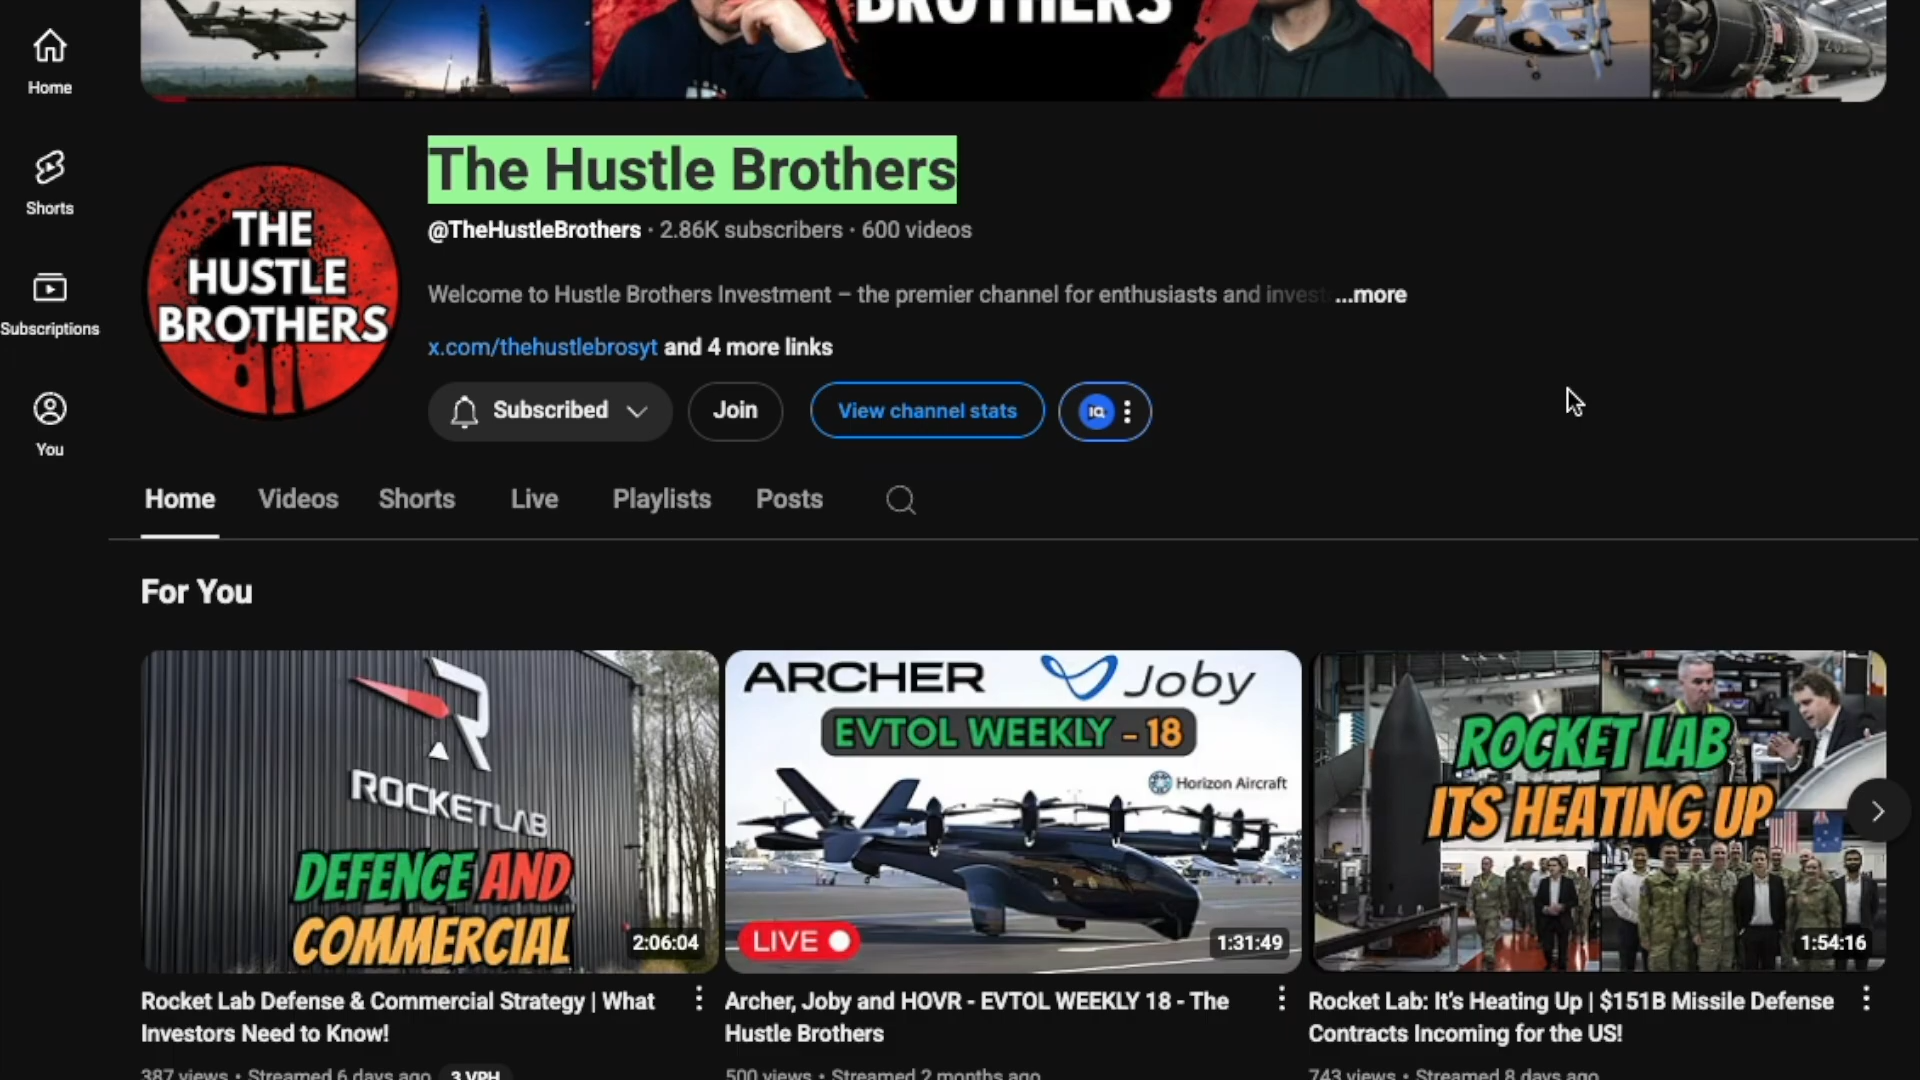 BROTHERS
Home
Shorts
Subscriptions
You
THE
HUSTLE
BROTHERS
The Hustle Brothers
@TheHustleBrothers · 2.86K subscribers · 600 videos
Welcome to Hustle Brothers Investment – the premier channel for enthusiasts and invest ...more
x.com/thehustlebrosyt and 4 more links
Subscribed
Join
View channel stats
IQ
Home
Videos
Shorts
Live
Playlists
Posts
For You
ROCKETLAB
DEFENCE AND
COMMERCIAL
2:06:04
Rocket Lab Defense & Commercial Strategy | What
Investors Need to Know!
387 views • Streamed 6 days ago 3 VPH
ARCHER Joby
EVTOL WEEKLY - 18
Horizon Aircraft
LIVE
1:31:49
Archer, Joby and HOVR - EVTOL WEEKLY 18 - The
Hustle Brothers
500 views • Streamed 2 months ago
ROCKET LAB
ITS HEATING UP
1:54:16
Rocket Lab: It's Heating Up | $151B Missile Defense
Contracts Incoming for the US!
743 views • Streamed 8 days ago